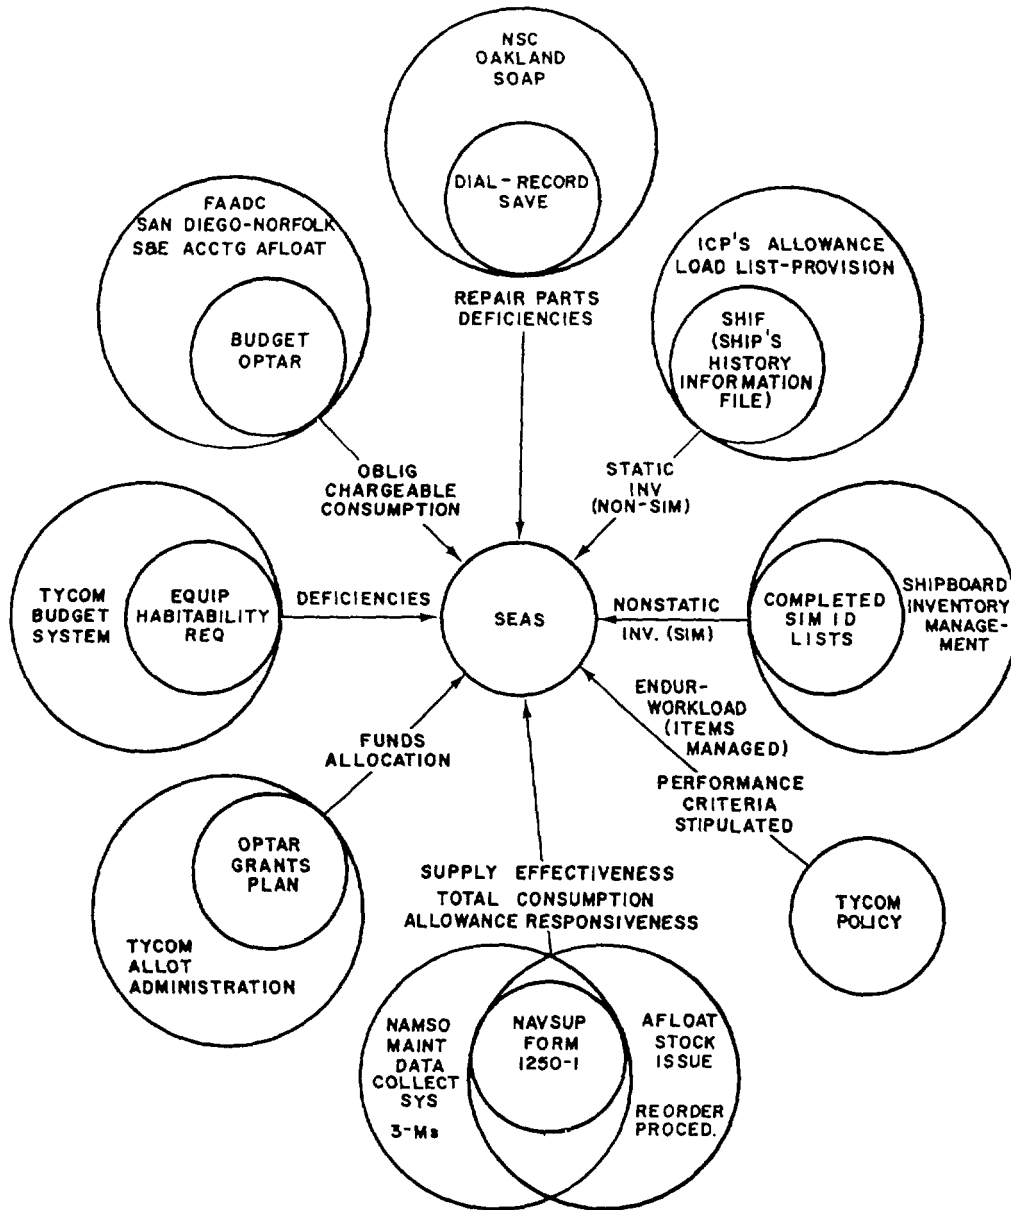 NSC
OAKLAND
SOAP
DIAL-RECORD
SAVE
FAADC
SAN DIEGO-NORFOLK
S&E ACCTG AFLOAT
BUDGET
OPTAR
ICP'S ALLOWANCE
LOAD LIST-PROVISION
SHIF
(SHIP'S
HISTORY
INFORMATION
FILE)
REPAIR PARTS
DEFICIENCIES
OBLIG
CHARGEABLE
CONSUMPTION
STATIC
INV
(NON-SIM)
TYCOM
BUDGET
SYSTEM
EQUIP
HABITABILITY
REQ
DEFICIENCIES
SEAS
NONSTATIC
INV. (SIM)
COMPLETED
SIM ID
LISTS
SHIPBOARD
INVENTORY
MANAGE-
MENT
FUNDS
ALLOCATION
ENDUR-
WORKLOAD
(ITEMS
MANAGED)
PERFORMANCE
CRITERIA
STIPULATED
OPTAR
GRANTS
PLAN
TYCOM
ALLOT
ADMINISTRATION
SUPPLY EFFECTIVENESS
TOTAL CONSUMPTION
ALLOWANCE RESPONSIVENESS
TYCOM
POLICY
NAMSO
MAINT
DATA
COLLECT
SYS
3-Ms
NAVSUP
FORM
1250-1
AFLOAT
STOCK
ISSUE
REORDER
PROCED.